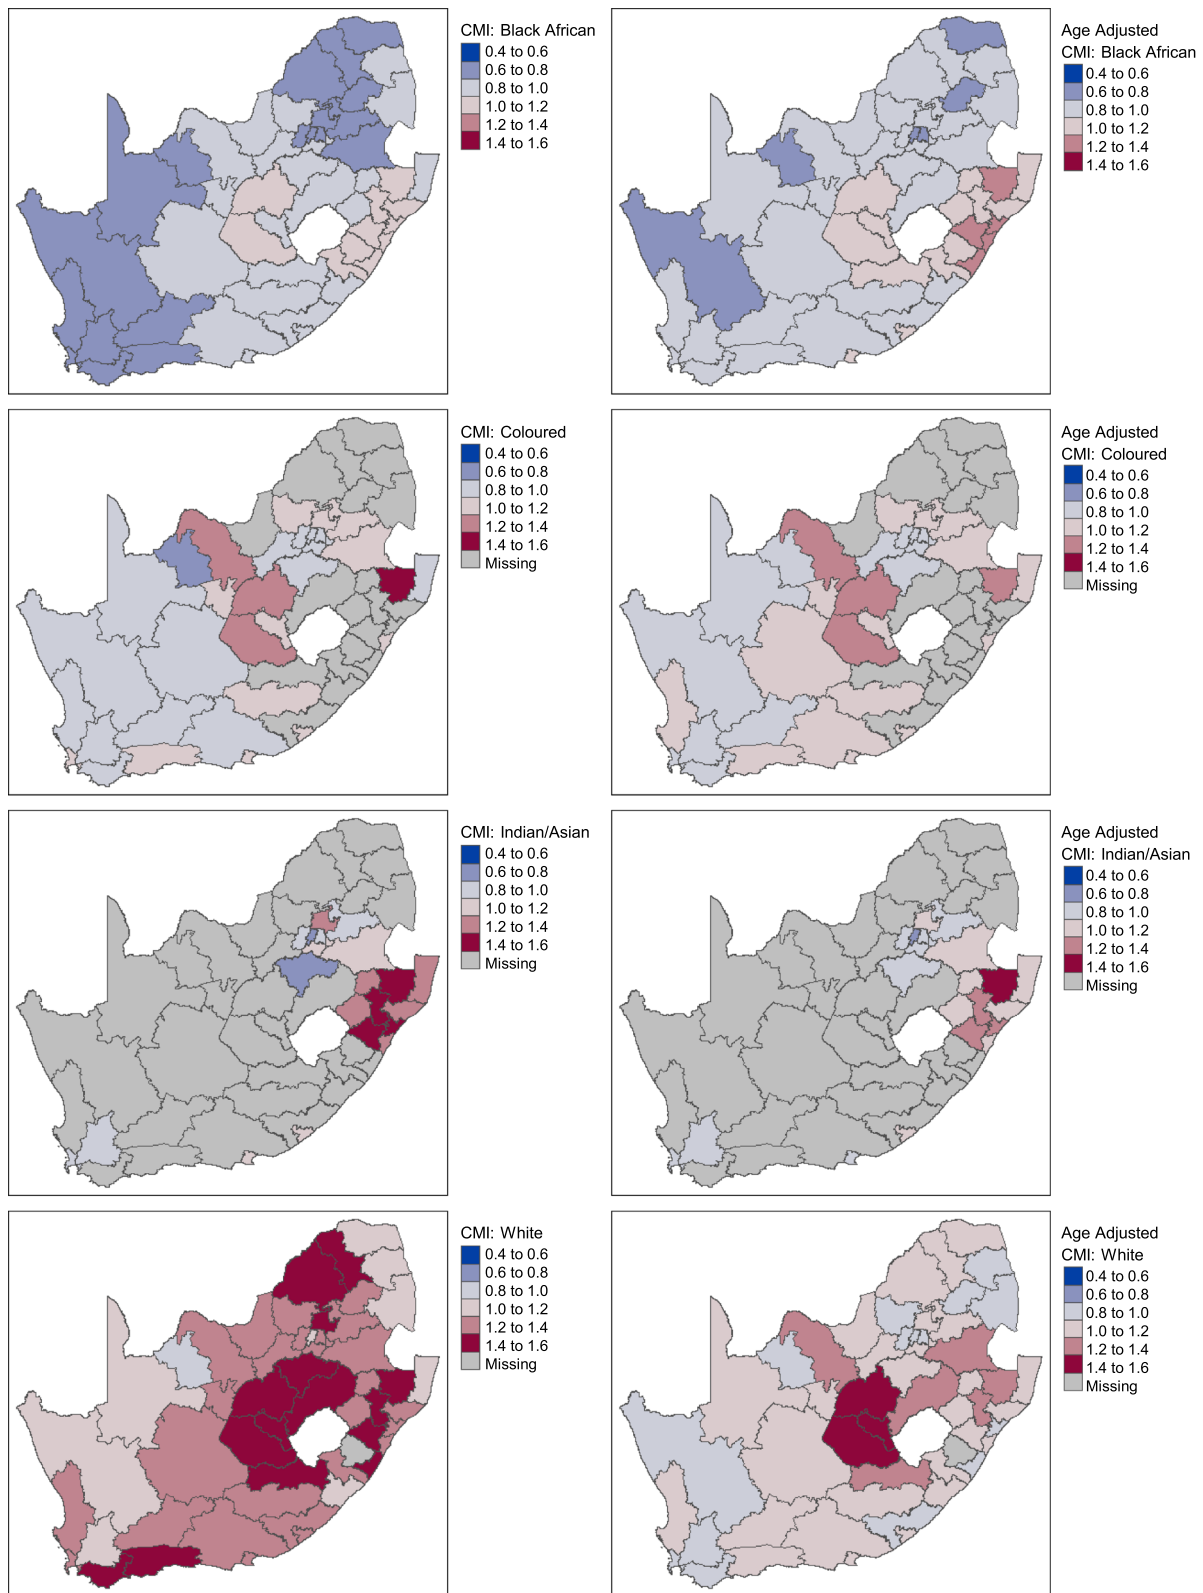 CMI: Black African
0.4 to 0.6
0.6 to 0.8
0.8 to 1.0
1.0 to 1.2
1.2 to 1.4
1.4 to 1.6
Age Adjusted
CMI: Black African
0.4 to 0.6
0.6 to 0.8
0.8 to 1.0
1.0 to 1.2
1.2 to 1.4
1.4 to 1.6
CMI: Coloured
0.4 to 0.6
0.6 to 0.8
0.8 to 1.0
1.0 to 1.2
1.2 to 1.4
1.4 to 1.6
Missing
Age Adjusted
CMI: Coloured
0.4 to 0.6
0.6 to 0.8
0.8 to 1.0
1.0 to 1.2
1.2 to 1.4
1.4 to 1.6
Missing
CMI: Indian/Asian
0.4 to 0.6
0.6 to 0.8
0.8 to 1.0
1.0 to 1.2
1.2 to 1.4
1.4 to 1.6
Missing
Age Adjusted
CMI: Indian/Asian
0.4 to 0.6
0.6 to 0.8
0.8 to 1.0
1.0 to 1.2
1.2 to 1.4
1.4 to 1.6
Missing
CMI: White
0.4 to 0.6
0.6 to 0.8
0.8 to 1.0
1.0 to 1.2
1.2 to 1.4
1.4 to 1.6
Missing
Age Adjusted
CMI: White
0.4 to 0.6
0.6 to 0.8
0.8 to 1.0
1.0 to 1.2
1.2 to 1.4
1.4 to 1.6
Missing